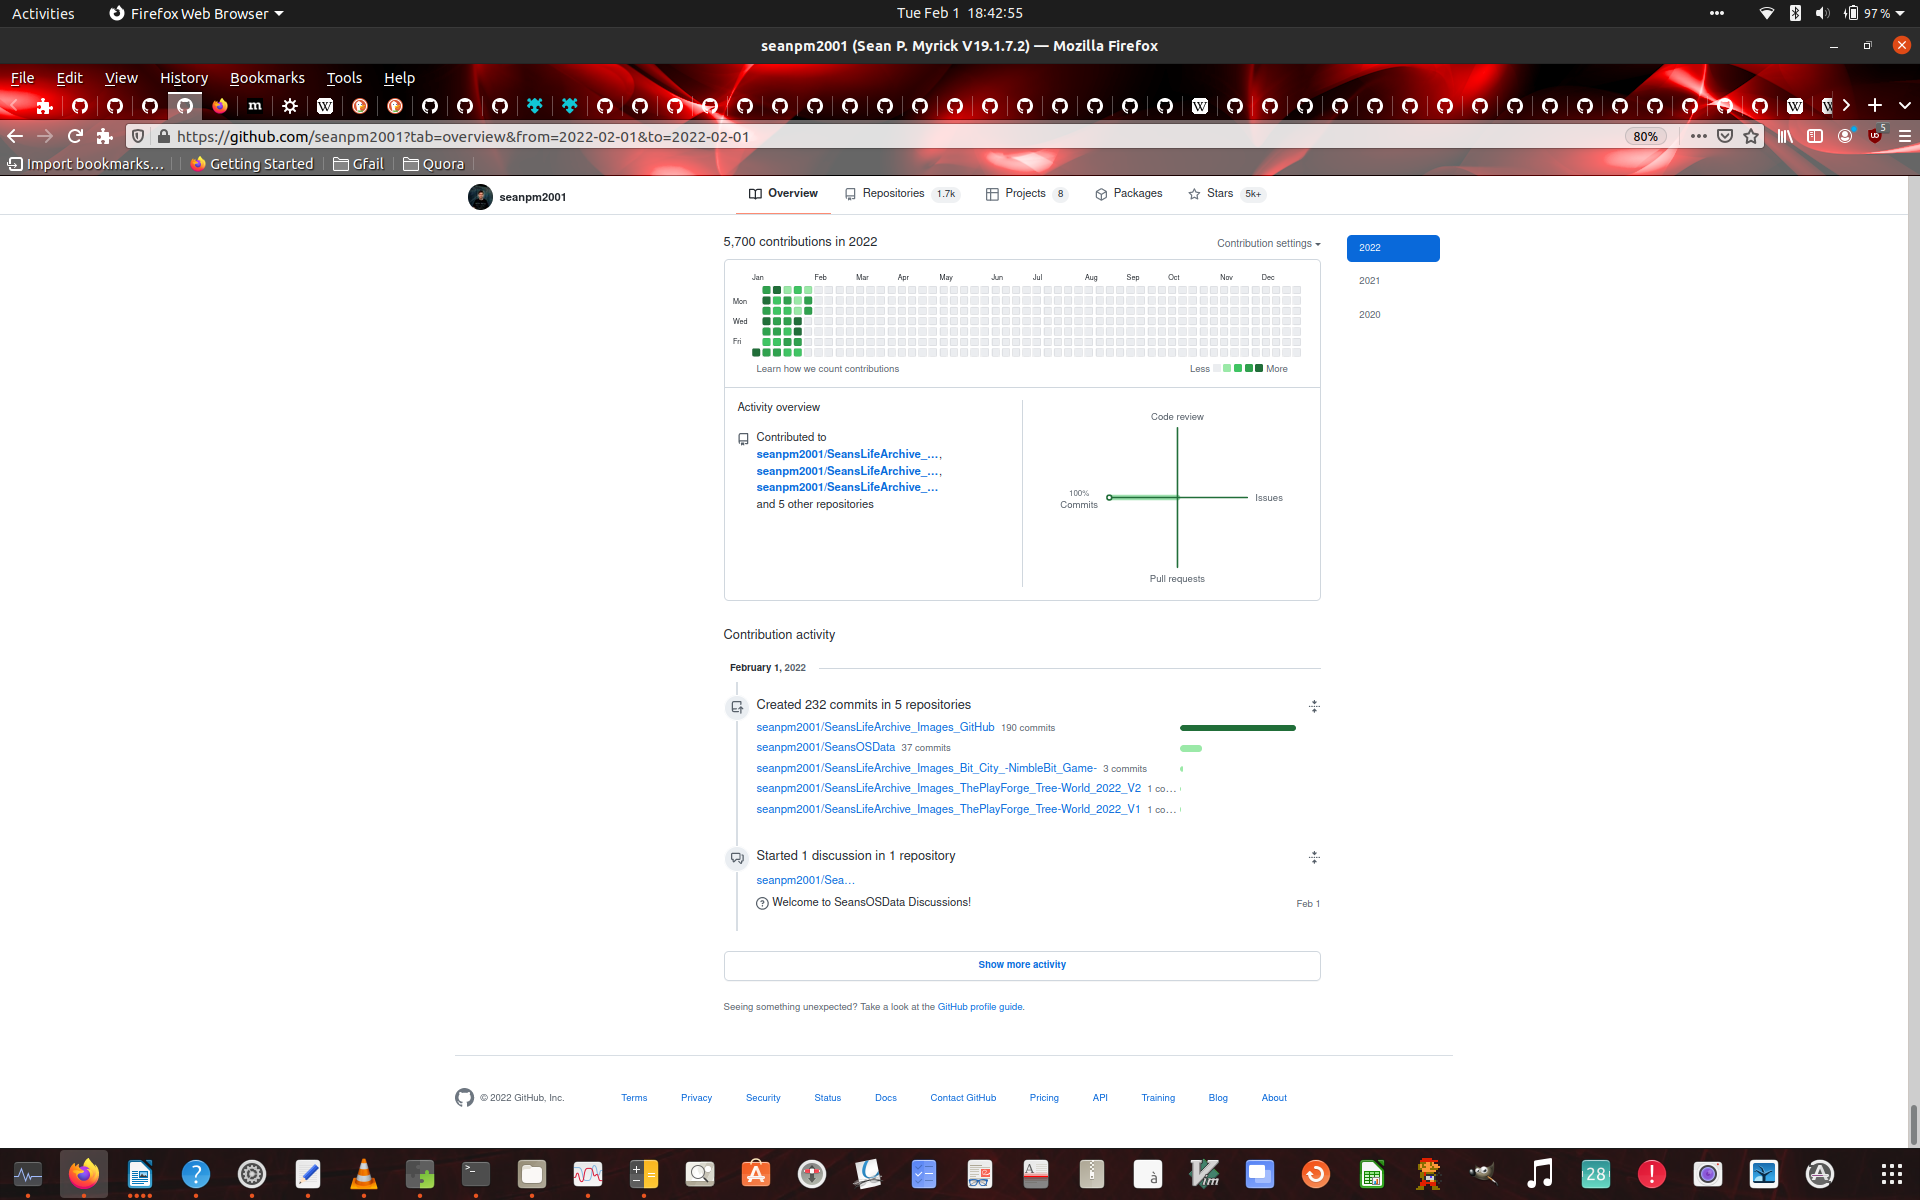 Activities
Firefox Web Browser
Tue Feb 1 18:42:55
97 %
seanpm2001 (Sean P. Myrick V19.1.7.2) — Mozilla Firefox
File Edit View History Bookmarks Tools Help
https://github.com/seanpm2001?tab=overview&from=2022-02-01&to=2022-02-01
80%
5
Import bookmarks…
Getting Started
Gfail
Quora
seanpm2001
Overview
Repositories 1.7k
Projects 8
Packages
Stars 5k+
5,700 contributions in 2022
Contribution settings
2022
2021
2020
Jan Feb Mar Apr May Jun Jul Aug Sep Oct Nov Dec
Mon
Wed
Fri
Learn how we count contributions
Less
More
Activity overview
Contributed to
seanpm2001/SeansLifeArchive_…,
seanpm2001/SeansLifeArchive_…,
seanpm2001/SeansLifeArchive_…
and 5 other repositories
Code review
100%
Commits
Issues
Pull requests
Contribution activity
February 1, 2022
Created 232 commits in 5 repositories
seanpm2001/SeansLifeArchive_Images_GitHub 190 commits
seanpm2001/SeansOSData 37 commits
seanpm2001/SeansLifeArchive_Images_Bit_City_-NimbleBit_Game- 3 commits
seanpm2001/SeansLifeArchive_Images_ThePlayForge_Tree-World_2022_V2 1 co…
seanpm2001/SeansLifeArchive_Images_ThePlayForge_Tree-World_2022_V1 1 co…
Started 1 discussion in 1 repository
seanpm2001/Sea…
Welcome to SeansOSData Discussions!
Feb 1
Show more activity
Seeing something unexpected? Take a look at the GitHub profile guide.
© 2022 GitHub, Inc.
Terms
Privacy
Security
Status
Docs
Contact GitHub
Pricing
API
Training
Blog
About
28